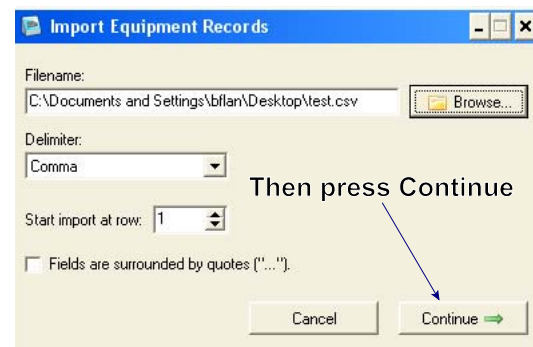 Import Equipment Records
Filename:
C:\Documents and Settings\bflan\Desktop\test.csv
Browse...
Delimiter:
Comma
Then press Continue
Start import at row: 1
Fields are surrounded by quotes ("...").
Cancel
Continue